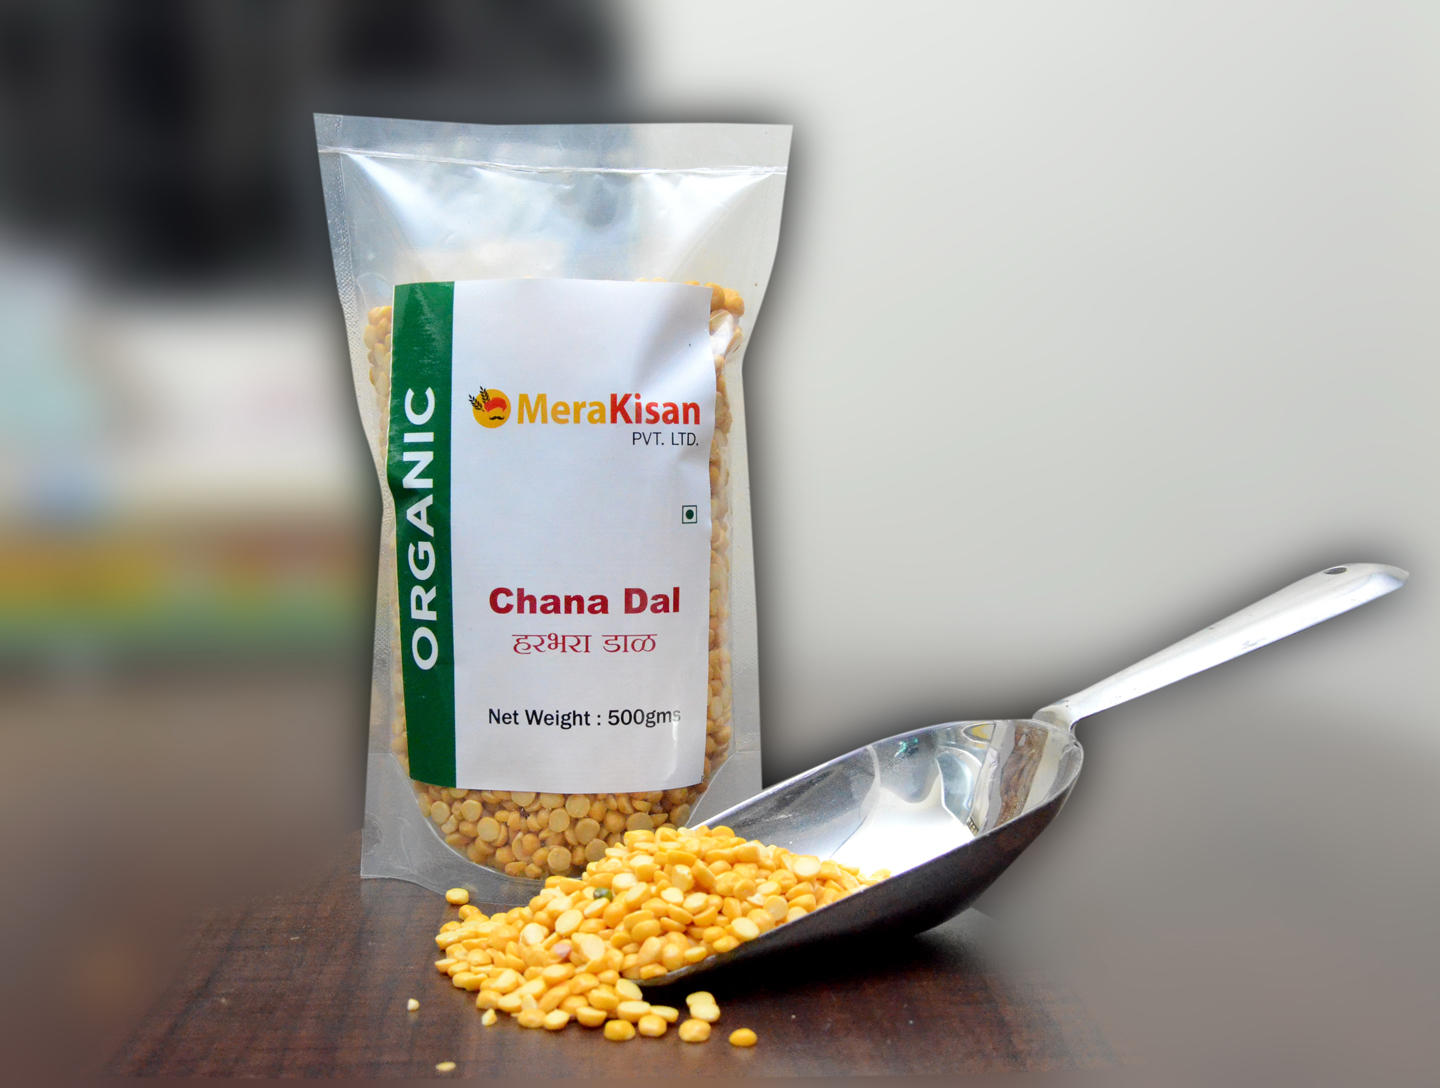 ORGANIC
MeraKisan
PVT. LTD.
Chana Dal
हरभरा डाळ
Net Weight : 500gms